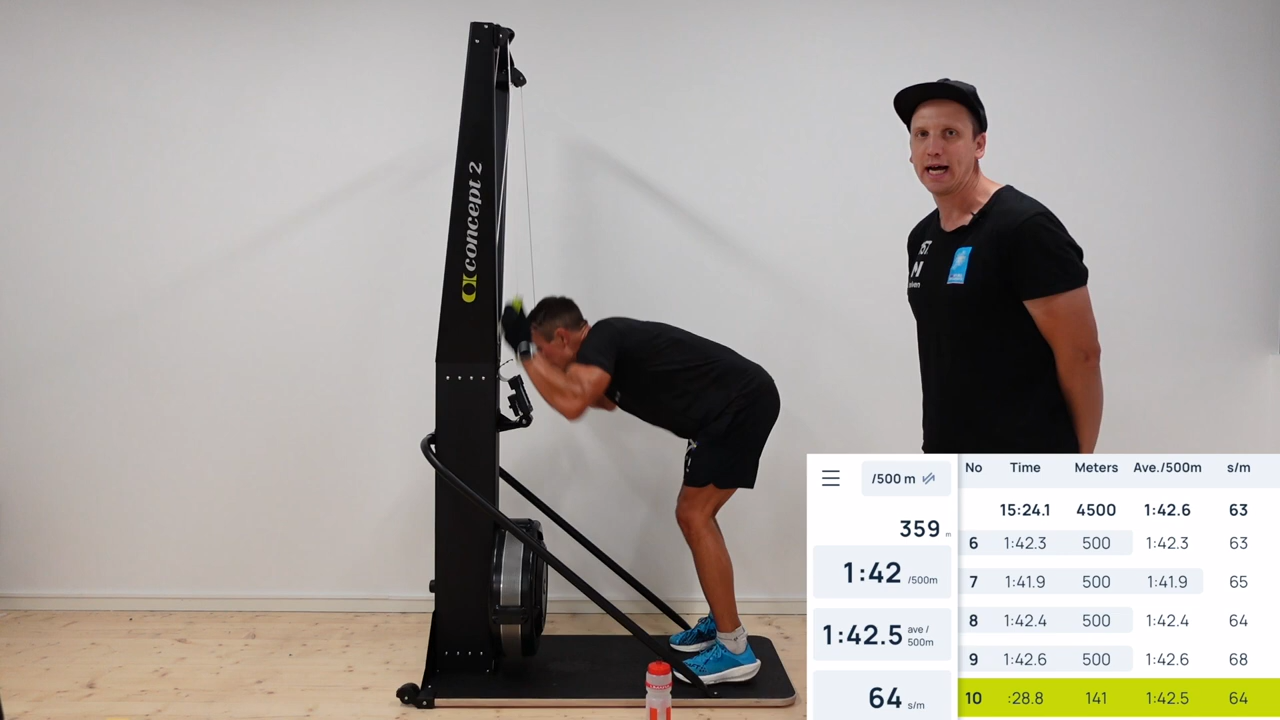 concept 2
/500 m
359 m
1:42 /500m
1:42.5 ave / 500m
64 s/m
No Time Meters Ave./500m s/m
15:24.1 4500 1:42.6 63
6 1:42.3 500 1:42.3 63
7 1:41.9 500 1:41.9 65
8 1:42.4 500 1:42.4 64
9 1:42.6 500 1:42.6 68
10 :28.8 141 1:42.5 64